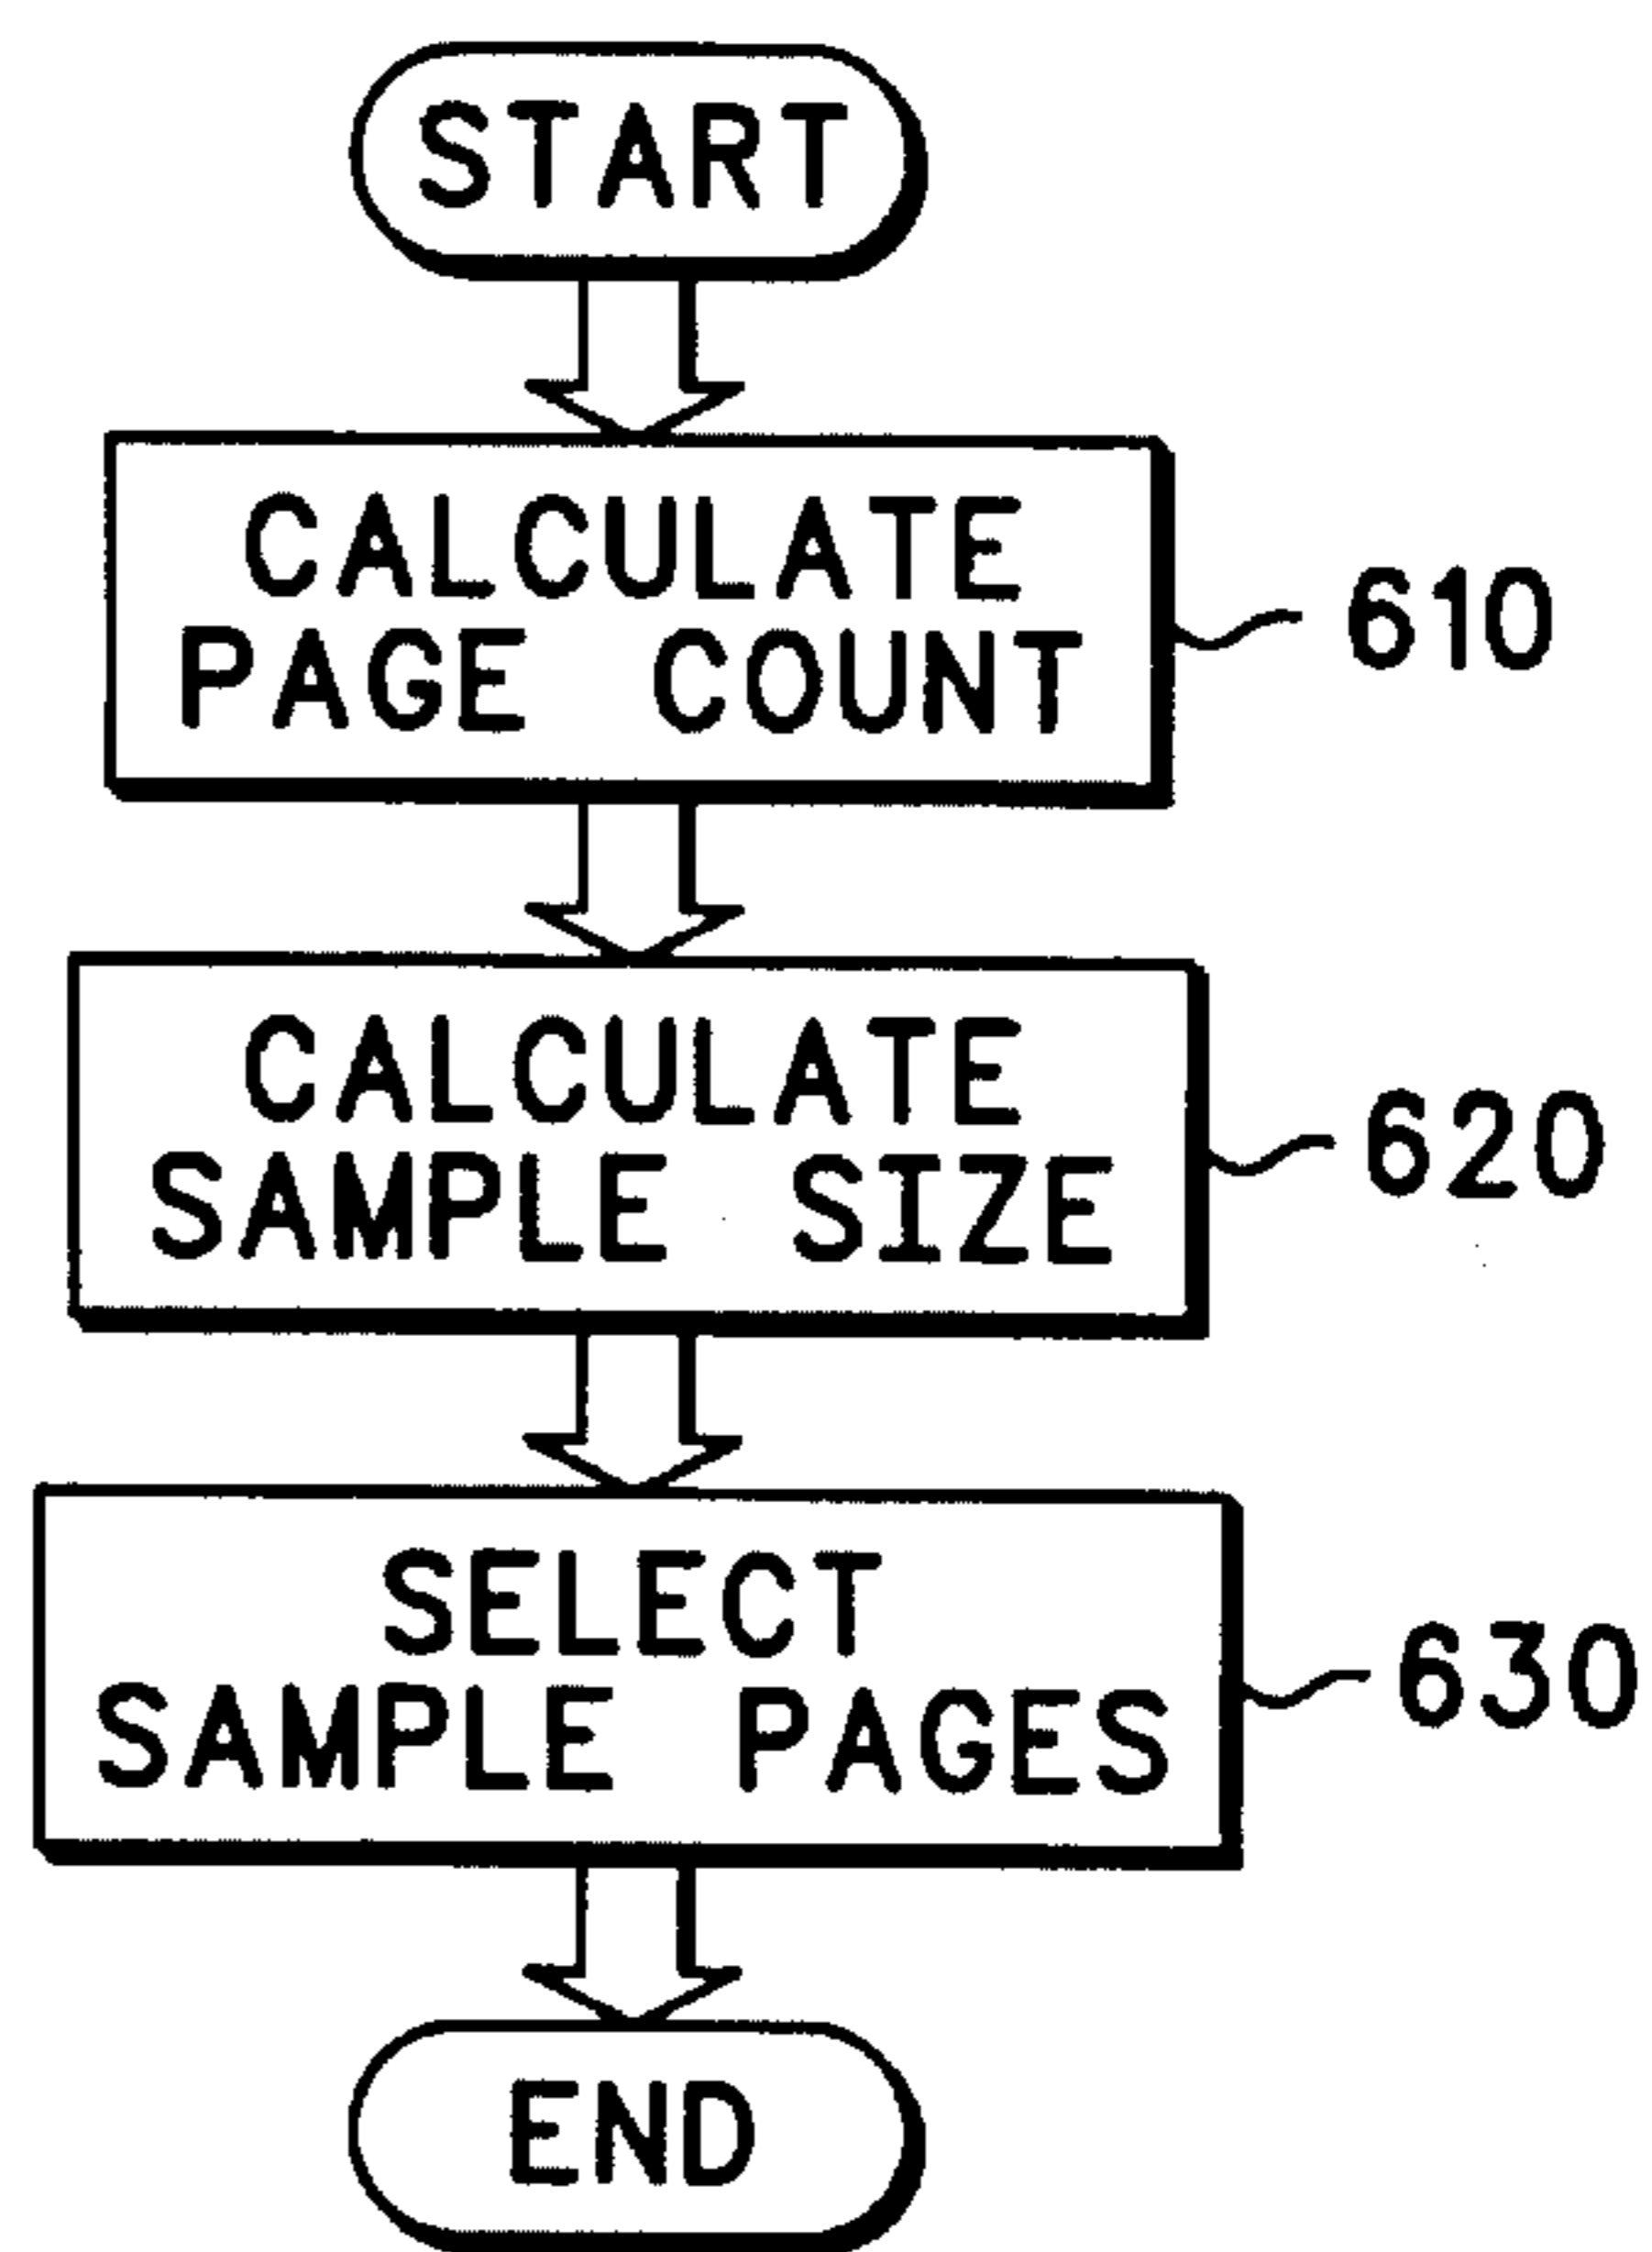 START
CALCULATE
PAGE COUNT
610
CALCULATE
SAMPLE SIZE
620
SELECT
SAMPLE PAGES
630
END